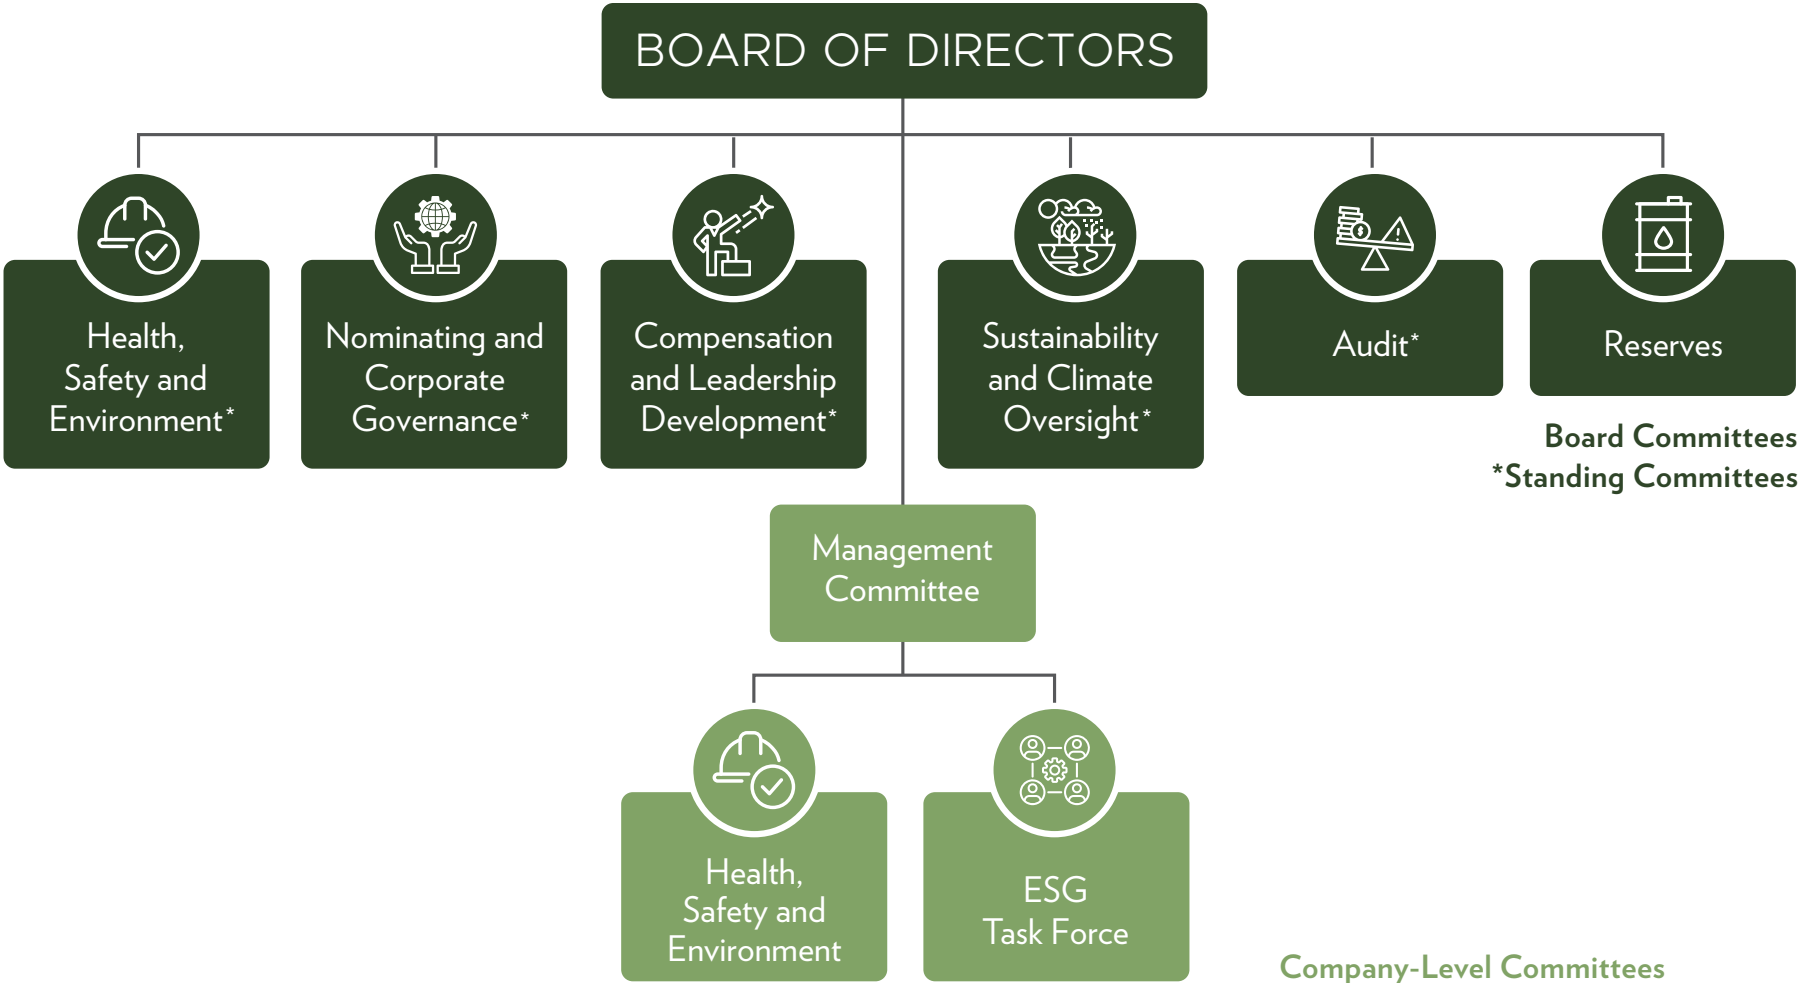 BOARD OF DIRECTORS
Health,
Safety and
Environment*
Nominating and
Corporate
Governance*
Compensation
and Leadership
Development*
Sustainability
and Climate
Oversight*
Audit*
Reserves
Board Committees
*Standing Committees
Management
Committee
Health,
Safety and
Environment
ESG
Task Force
Company-Level Committees